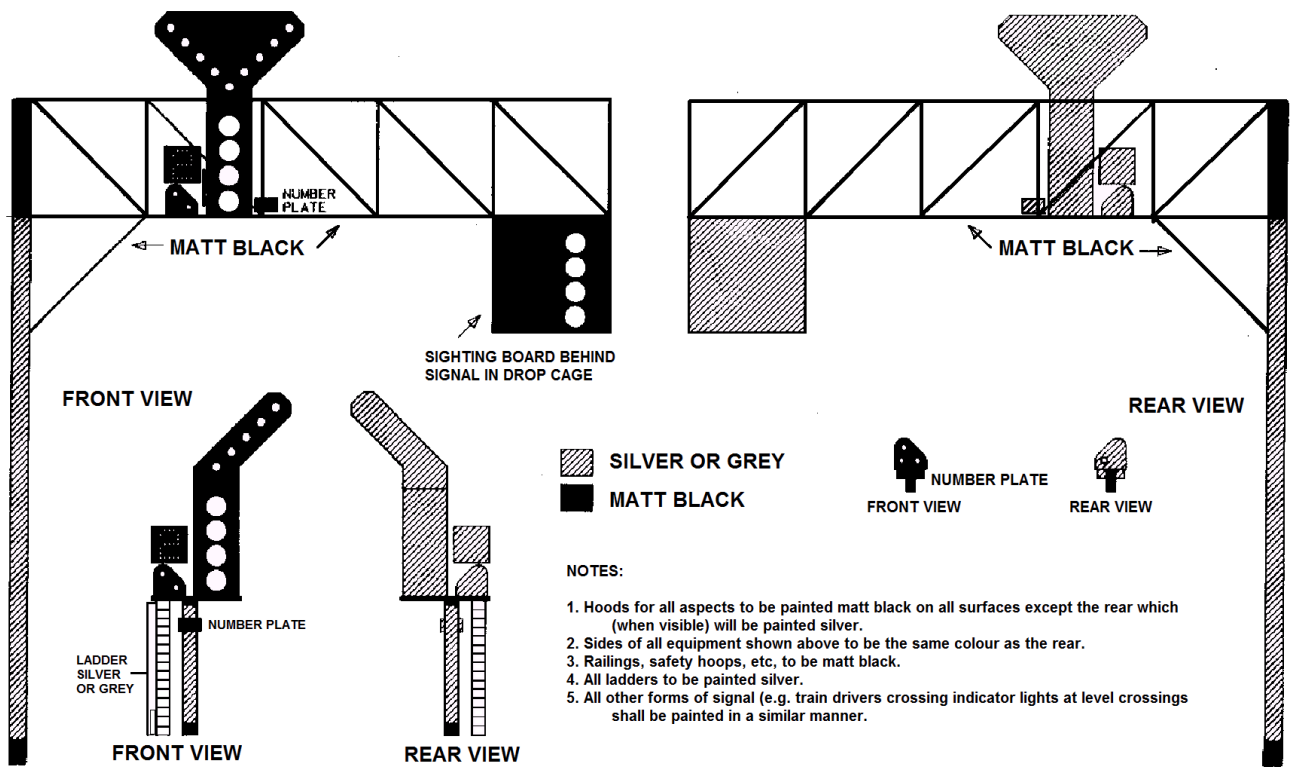 NUMBER
PLATE
MATT BLACK
MATT BLACK
SIGHTING BOARD BEHIND
SIGNAL IN DROP CAGE
FRONT VIEW
REAR VIEW
SILVER OR GREY
MATT BLACK
NUMBER PLATE
FRONT VIEW
REAR VIEW
NOTES:
1. Hoods for all aspects to be painted matt black on all surfaces except the rear which
(when visible) will be painted silver.
2. Sides of all equipment shown above to be the same colour as the rear.
3. Railings, safety hoops, etc, to be matt black.
4. All ladders to be painted silver.
5. All other forms of signal (e.g. train drivers crossing indicator lights at level crossings
shall be painted in a similar manner.
NUMBER PLATE
LADDER
SILVER
OR GREY
FRONT VIEW
REAR VIEW